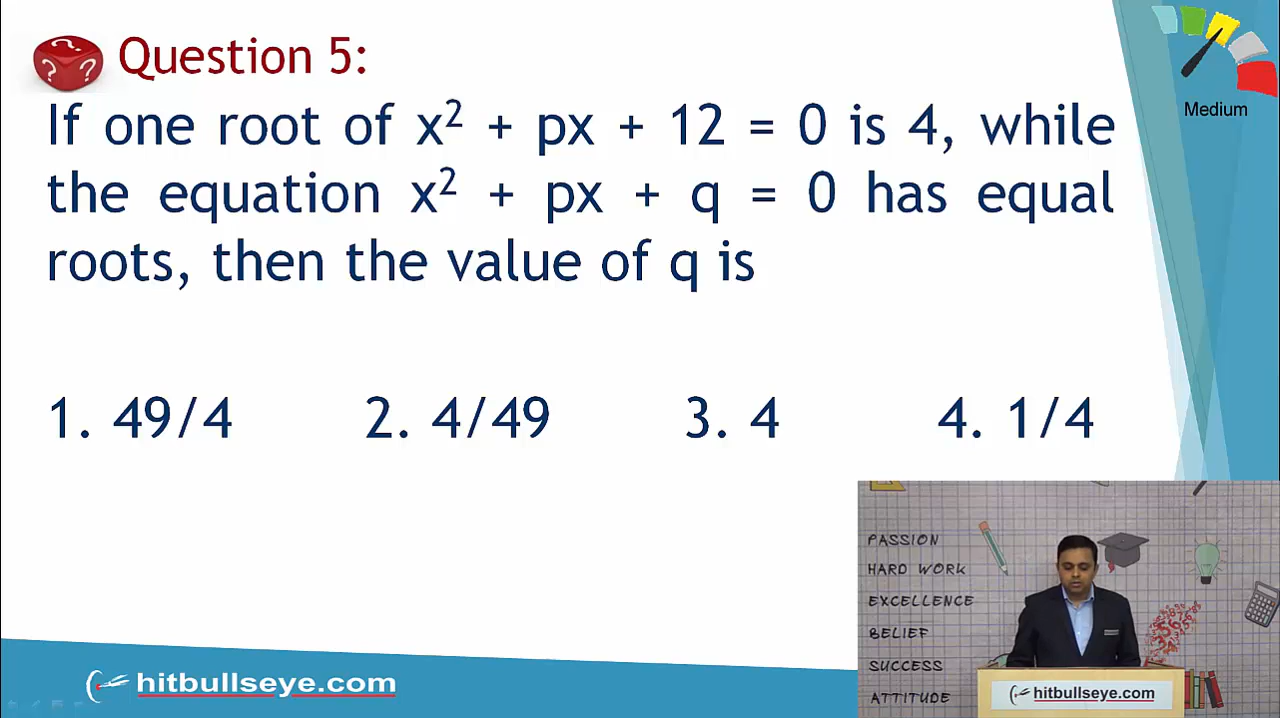 Question 5:
Medium
If one root of x² + px + 12 = 0 is 4, while
the equation x² + px + q = 0 has equal
roots, then the value of q is
1. 49/4 2. 4/49 3. 4 4. 1/4
PASSION
HARD WORK
EXCELLENCE
BELIEF
SUCCESS
ATTITUDE
hitbullseye.com
hitbullseye.com